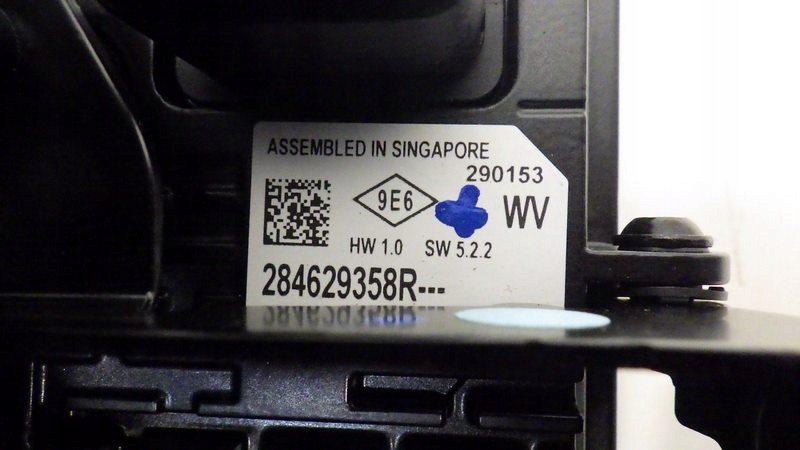 ASSEMBLED IN SINGAPORE
290153
9E6
WV
HW 1.0 SW 5.2.2
284629358R---